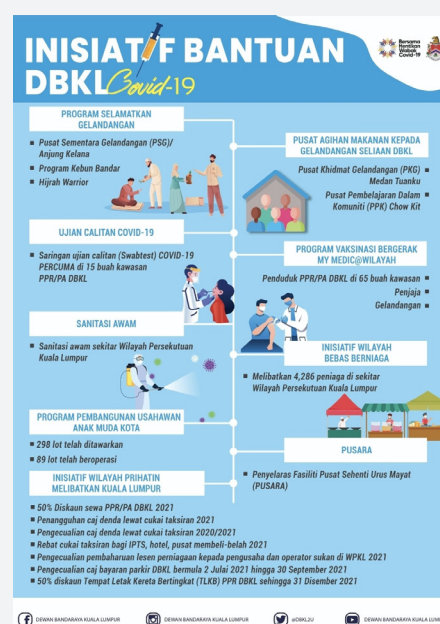 INISIATIF BANTUAN
DBKL Covid-19
Bersama
Hentikan
Wabak
Covid-19
PROGRAM SELAMATKAN
GELANDANGAN
▪ Pusat Sementara Gelandangan (PSG)/
Anjung Kelana
▪ Program Kebun Bandar
▪ Hijrah Warrior
PUSAT AGIHAN MAKANAN KEPADA
GELANDANGAN SELIAAN DBKL
Pusat Khidmat Gelandangan (PKG) ▪
Medan Tuanku
Pusat Pembelajaran Dalam ▪
Komuniti (PPK) Chow Kit
UJIAN CALITAN COVID-19
▪ Saringan ujian calitan (Swabtest) COVID-19
PERCUMA di 15 buah kawasan
PPR/PA DBKL
PROGRAM VAKSINASI BERGERAK
MY MEDIC@WILAYAH
Penduduk PPR/PA DBKL di 65 buah kawasan ▪
Penjaja ▪
Gelandangan ▪
SANITASI AWAM
▪ Sanitasi awam sekitar Wilayah Persekutuan
Kuala Lumpur
INISIATIF WILAYAH
BEBAS BERNIAGA
▪ Melibatkan 4,286 peniaga di sekitar
Wilayah Persekutuan Kuala Lumpur
PROGRAM PEMBANGUNAN USAHAWAN
ANAK MUDA KOTA
▪ 298 lot telah ditawarkan
▪ 89 lot telah beroperasi
PUSARA
▪ Penyelaras Fasiliti Pusat Sehenti Urus Mayat
(PUSARA)
INISIATIF WILAYAH PRIHATIN
MELIBATKAN KUALA LUMPUR
▪ 50% Diskaun sewa PPR/PA DBKL 2021
▪ Penangguhan caj denda lewat cukai taksiran 2021
▪ Pengecualian caj denda lewat cukai taksiran 2020/2021
▪ Rebat cukai taksiran bagi IPTS, hotel, pusat membeli-belah 2021
▪ Pengecualian pembaharuan lesen perniagaan kepada pengusaha dan operator sukan di WPKL 2021
▪ Pengecualian caj bayaran parkir DBKL bermula 2 Julai 2021 hingga 30 September 2021
▪ 50% diskaun Tempat Letak Kereta Bertingkat (TLKB) PPR DBKL sehingga 31 Disember 2021
DEWAN BANDARAYA KUALA LUMPUR
DEWAN BANDARAYA KUALA LUMPUR
@DBKL2U
DEWAN BANDARAYA KUALA LUM